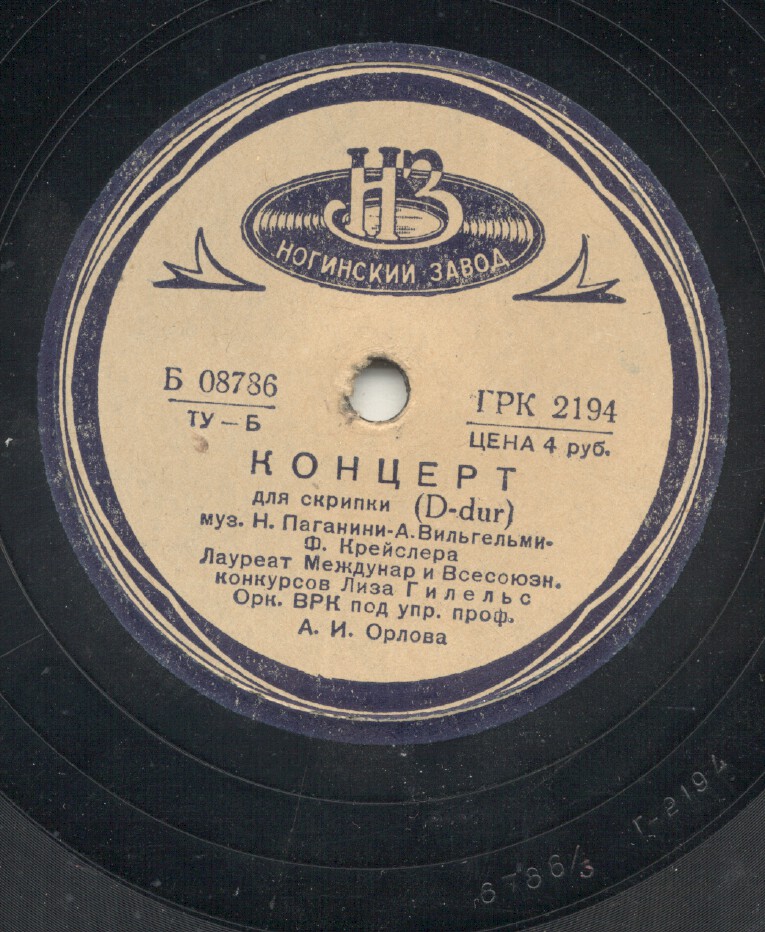 НЗ
НОГИНСКИЙ ЗАВОД
Б 08786
ТУ – Б
ГРК 2194
ЦЕНА 4 руб.
КОНЦЕРТ
для скрипки (D-dur)
муз. Н. Паганини-А. Вильгельми-
Ф. Крейслера
Лауреат Междунар и Всесоюзн.
конкурсов Лиза Гилельс
Орк. ВРК под упр. проф.
А. И. Орлова
8786/3 Г-2194